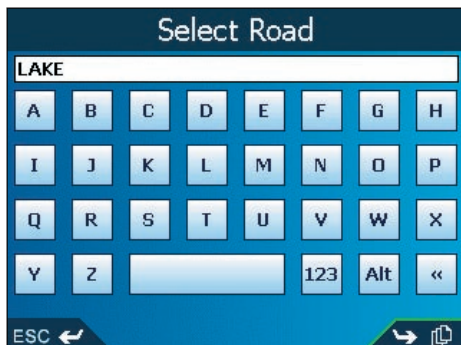 Select Road
LAKE
A B C D E F G H
I J K L M N O P
Q R S T U V W X
Y Z 123 Alt «
ESC